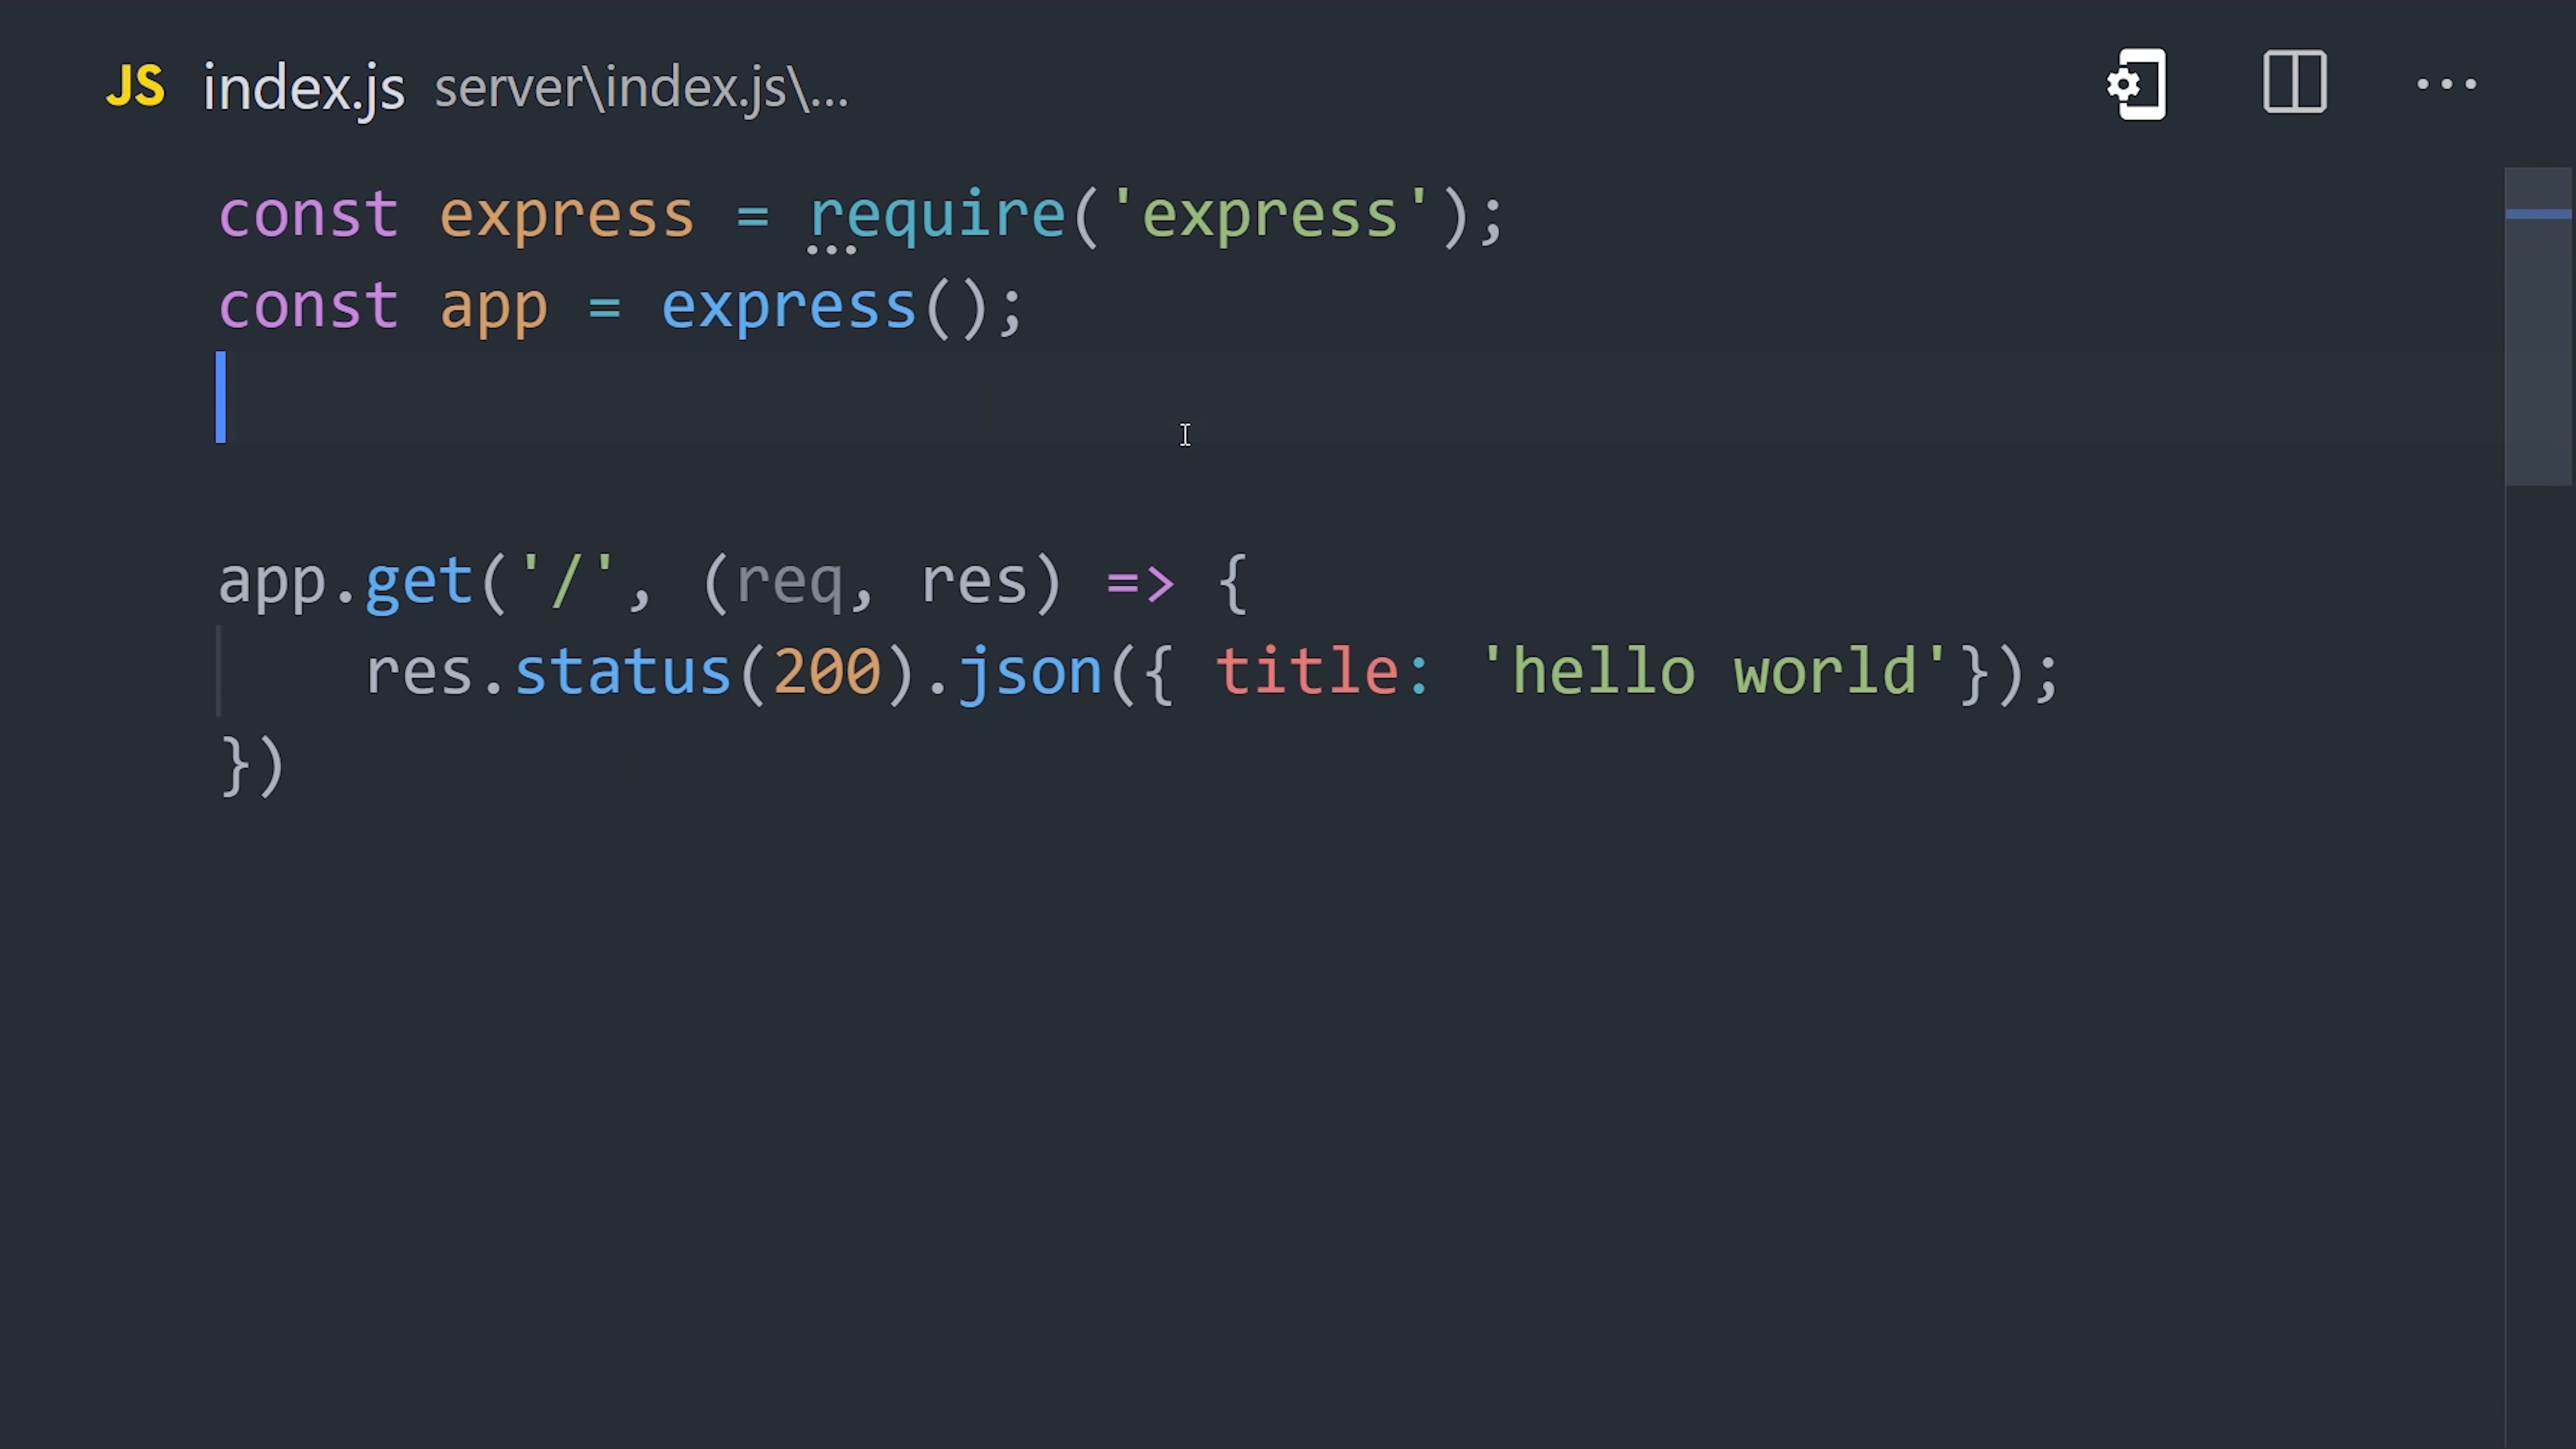 JS index.js server\index.js\...
const express = require('express');
const app = express();
app.get('/', (req, res) => {
    res.status(200).json({ title: 'hello world'});
})